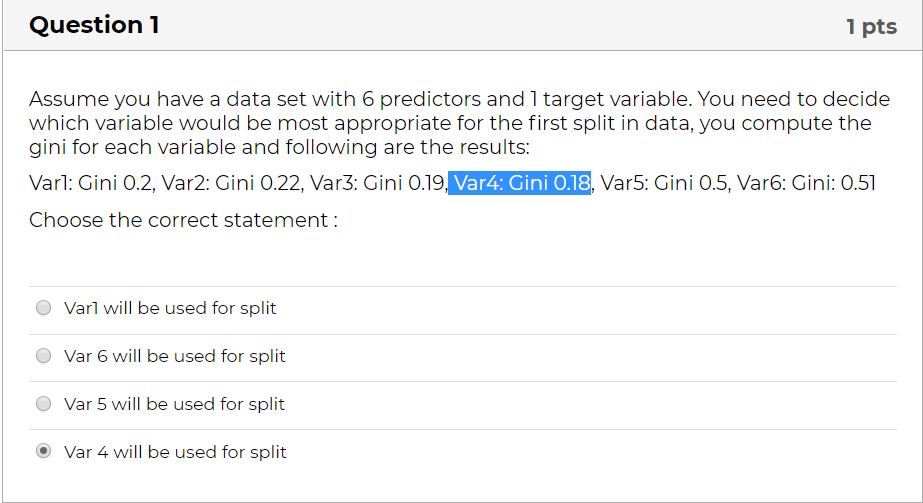 Question 1
1 pts
Assume you have a data set with 6 predictors and 1 target variable. You need to decide
which variable would be most appropriate for the first split in data, you compute the
gini for each variable and following are the results:
Var1: Gini 0.2, Var2: Gini 0.22, Var3: Gini 0.19, Var4: Gini 0.18, Var5: Gini 0.5, Var6: Gini: 0.51
Choose the correct statement :
Var1 will be used for split
Var 6 will be used for split
Var 5 will be used for split
Var 4 will be used for split